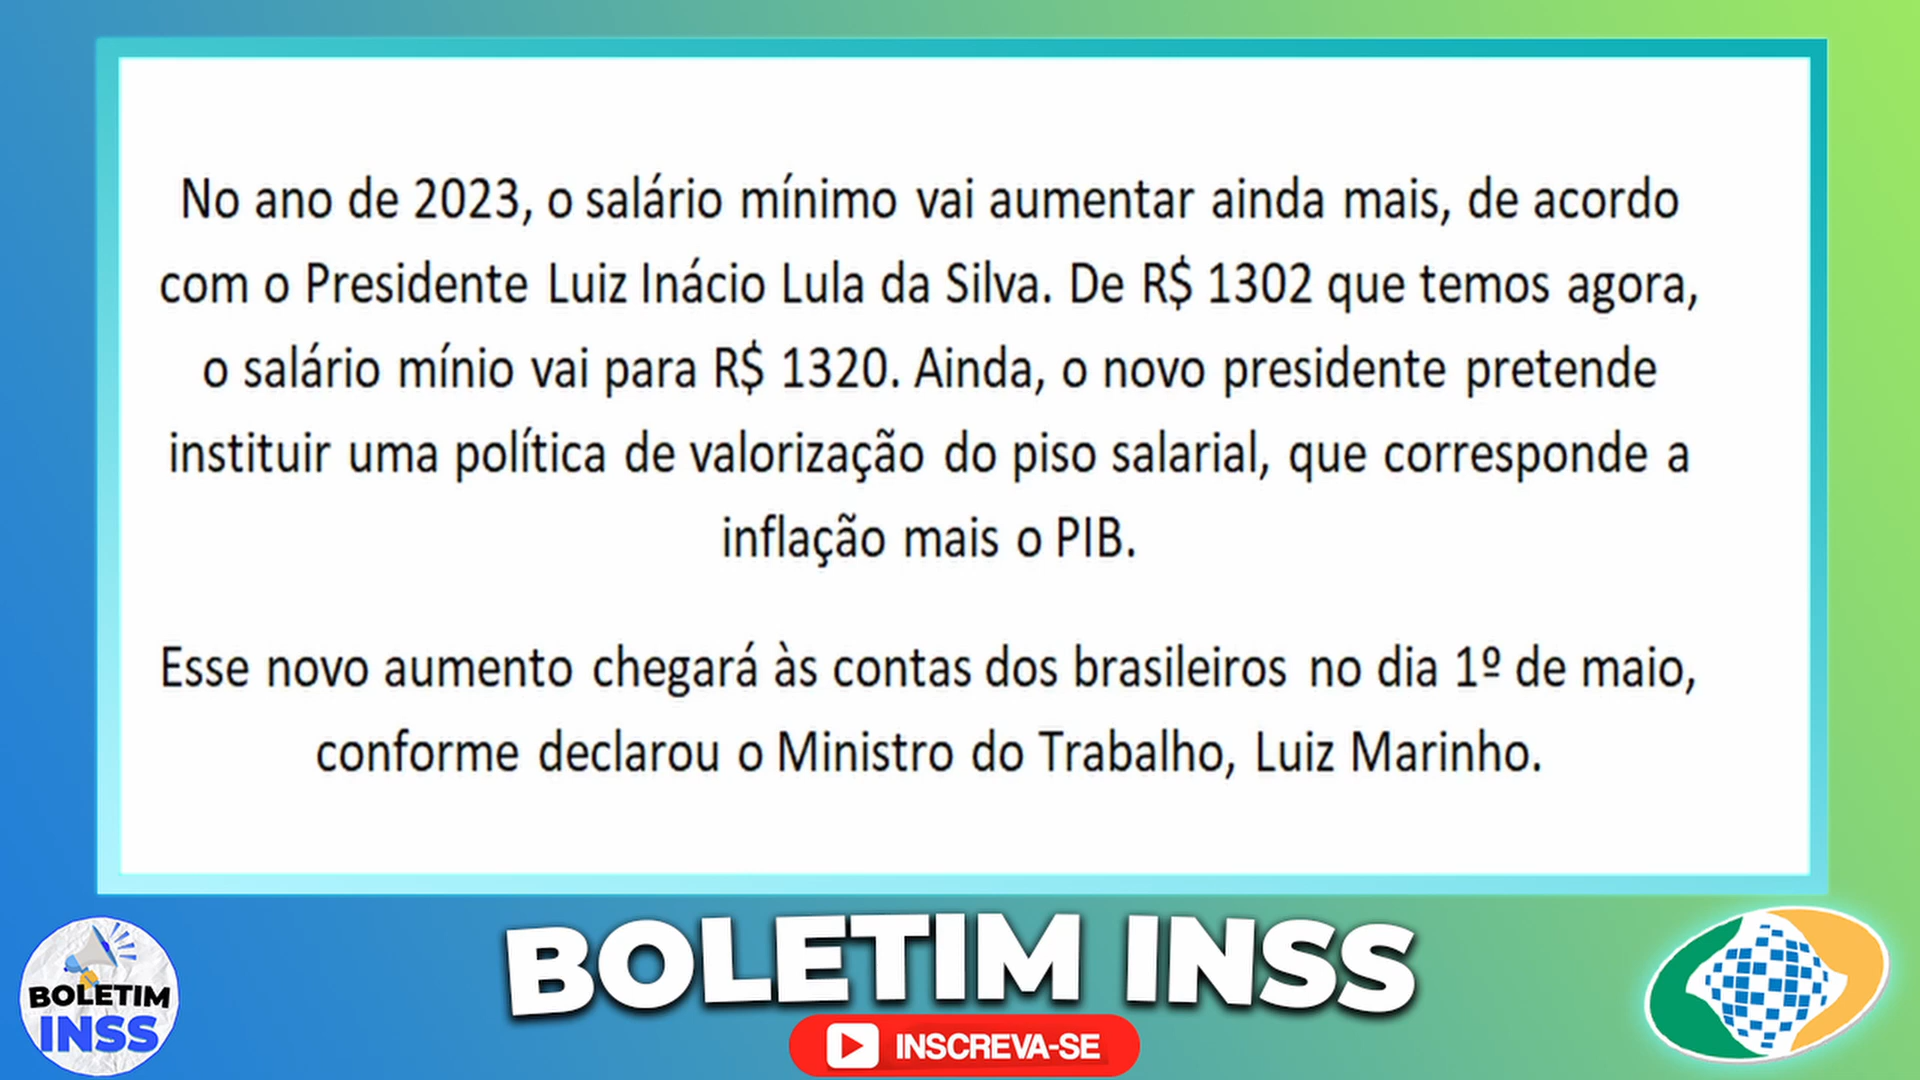 No ano de 2023, o salário mínimo vai aumentar ainda mais, de acordo
com o Presidente Luiz Inácio Lula da Silva. De R$ 1302 que temos agora,
o salário mínio vai para R$ 1320. Ainda, o novo presidente pretende
instituir uma política de valorização do piso salarial, que corresponde a
inflação mais o PIB.
Esse novo aumento chegará às contas dos brasileiros no dia 1º de maio,
conforme declarou o Ministro do Trabalho, Luiz Marinho.
BOLETIM
INSS
BOLETIM INSS
INSCREVA-SE